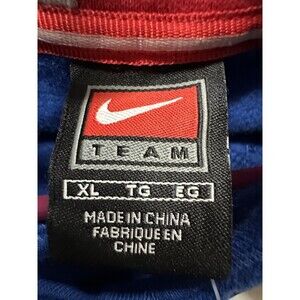 TEAM
XL TG EG
MADE IN CHINA
FABRIQUE EN
CHINE